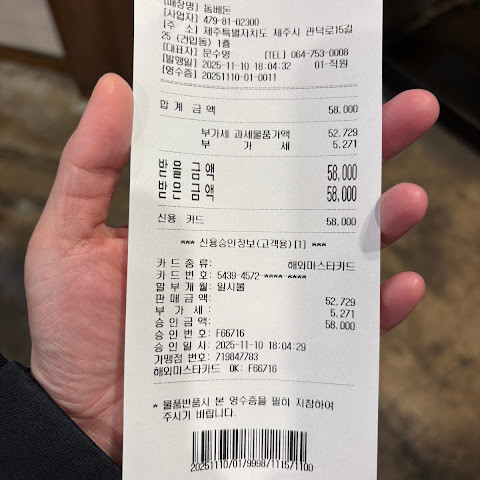 [매장명] 돔베돈
[사업자] 479-81-02300
[주 소] 제주특별자치도 제주시 관덕로15길
25 (건입동) 1층
[대표자] 문수영 [TEL] 064-753-0008
[발행일] 2025-11-10 18:04:32 01-직원
[영수증] 20251110-01-0011
합 계 금 액 58,000
부가세 과세물품가액 52,729
부 가 세 5,271
받을금액 58,000
받은금액 58,000
신용 카드 58,000
*** 신용승인정보(고객용)[1] ***
카 드 종 류: 해외마스타카드
카 드 번 호: 5439-4572-****-****
할 부 개 월: 일시불
판 매 금 액: 52,729
부 가 세 : 5,271
승 인 금 액: 58,000
승 인 번 호: F66716
승 인 일 시: 2025-11-10 18:04:29
가맹점 번호: 719847783
해외마스타카드 OK: F66716
* 물품반품시 본 영수증을 필히 지참하여
주시기 바랍니다.
20251110/01/9998/1115/1100